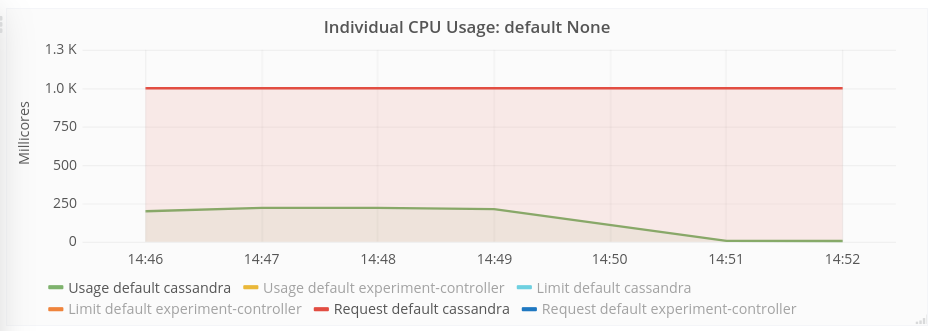 Individual CPU Usage: default None
Millicores
1.3 K
1.0 K
750
500
250
0
14:46 14:47 14:48 14:49 14:50 14:51 14:52
Usage default cassandra Usage default experiment-controller Limit default cassandra
Limit default experiment-controller Request default cassandra Request default experiment-controller